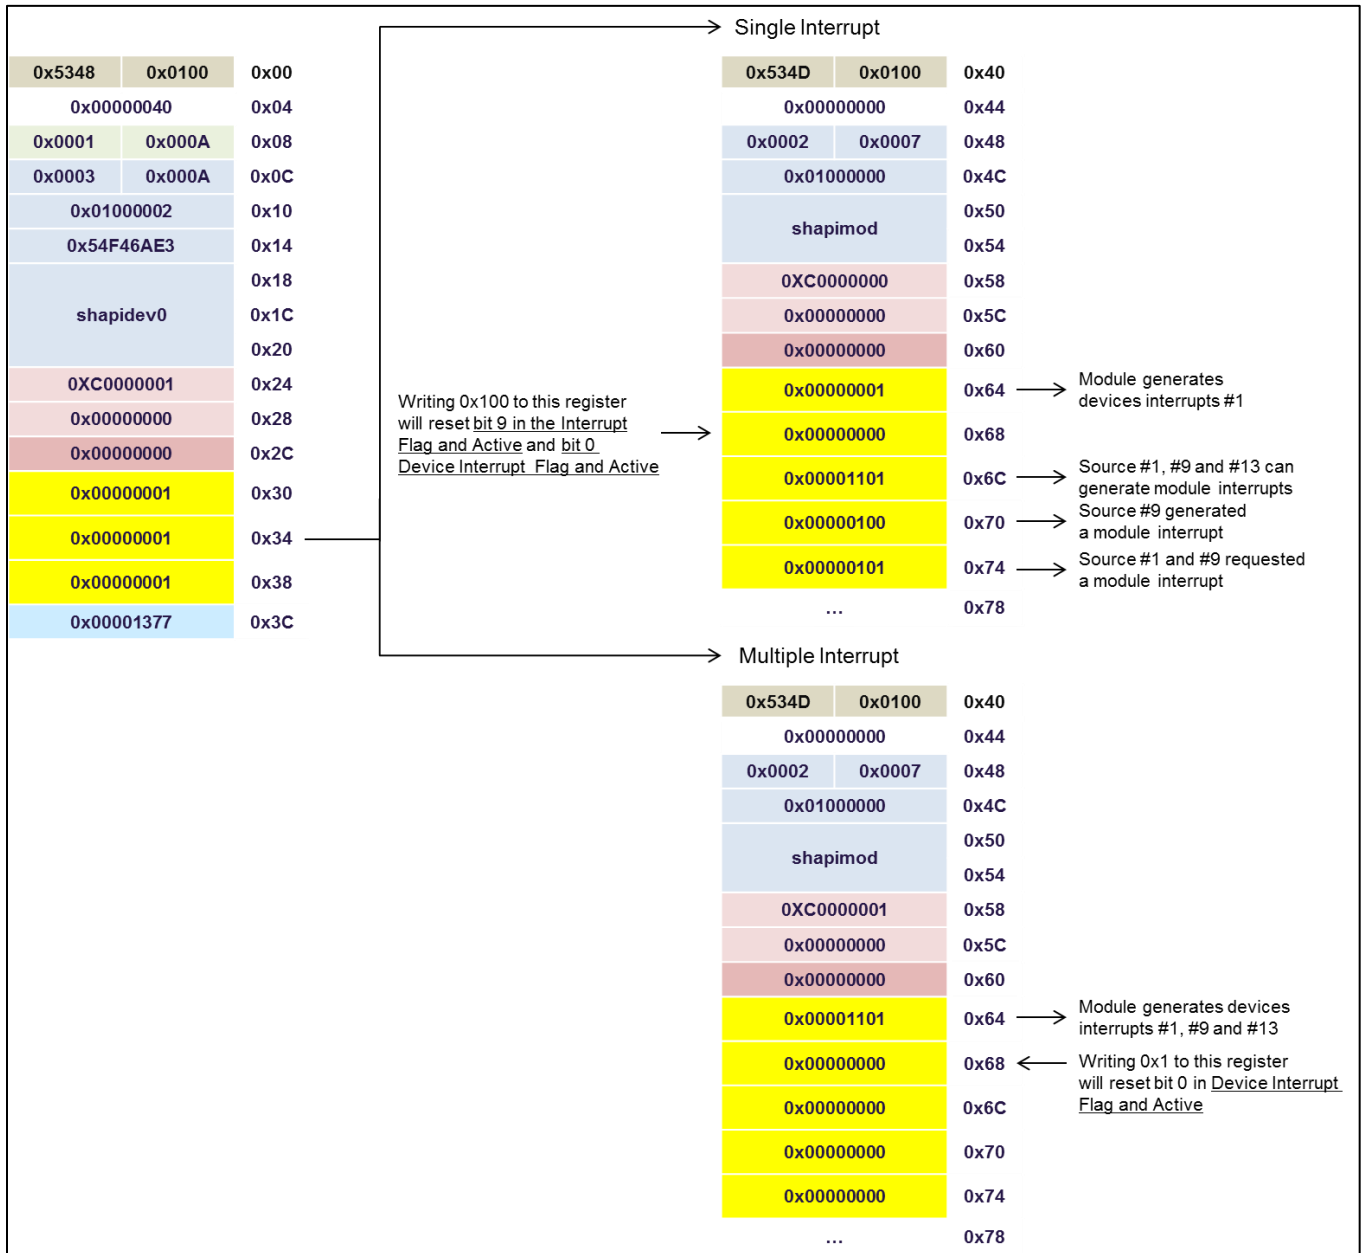 Single Interrupt
0x5348 0x0100 0x00
0x00000040 0x04
0x0001 0x000A 0x08
0x0003 0x000A 0x0C
0x01000002 0x10
0x54F46AE3 0x14
0x18
shapidev0 0x1C
0x20
0XC0000001 0x24
0x00000000 0x28
0x00000000 0x2C
0x00000001 0x30
0x00000001 0x34
0x00000001 0x38
0x00001377 0x3C
Writing 0x100 to this register
will reset bit 9 in the Interrupt
Flag and Active and bit 0
Device Interrupt Flag and Active
0x534D 0x0100 0x40
0x00000000 0x44
0x0002 0x0007 0x48
0x01000000 0x4C
shapimod 0x50
0x54
0XC0000000 0x58
0x00000000 0x5C
0x00000000 0x60
0x00000001 0x64
Module generates
devices interrupts #1
0x00000000 0x68
0x00001101 0x6C
Source #1, #9 and #13 can
generate module interrupts
0x00000100 0x70
Source #9 generated
a module interrupt
0x00000101 0x74
Source #1 and #9 requested
a module interrupt
... 0x78
Multiple Interrupt
0x534D 0x0100 0x40
0x00000000 0x44
0x0002 0x0007 0x48
0x01000000 0x4C
shapimod 0x50
0x54
0XC0000001 0x58
0x00000000 0x5C
0x00000000 0x60
0x00001101 0x64
Module generates devices
interrupts #1, #9 and #13
0x00000000 0x68
Writing 0x1 to this register
will reset bit 0 in Device Interrupt
Flag and Active
0x00000000 0x6C
0x00000000 0x70
0x00000000 0x74
... 0x78